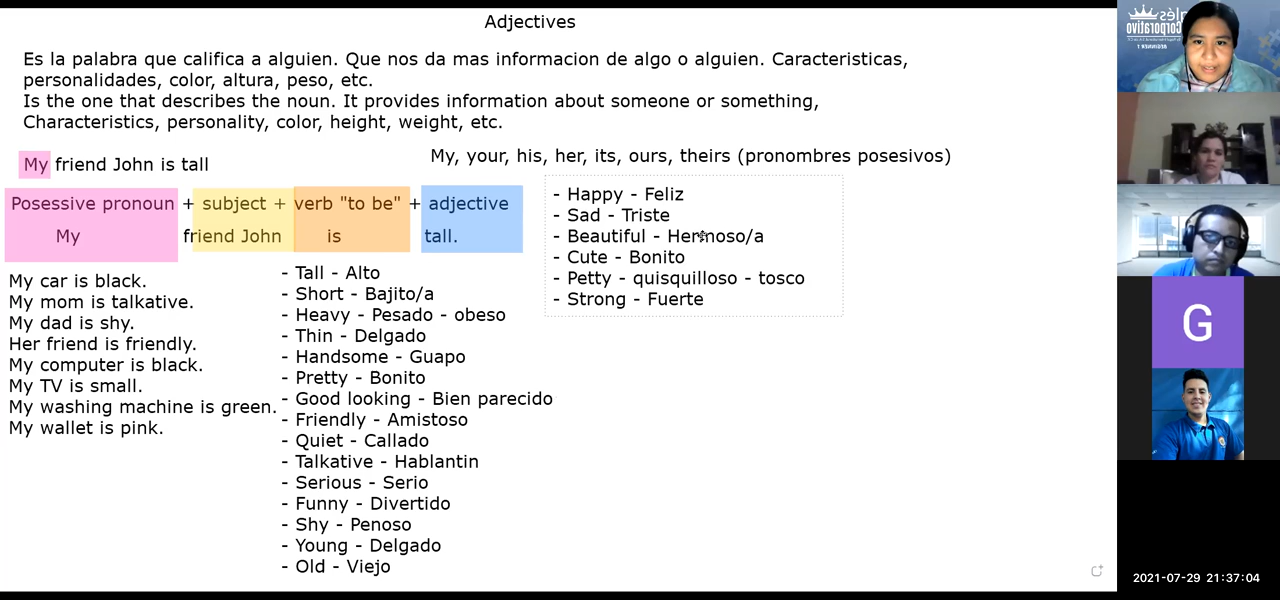 Adjectives
Es la palabra que califica a alguien. Que nos da mas informacion de algo o alguien. Caracteristicas,
personalidades, color, altura, peso, etc.
Is the one that describes the noun. It provides information about someone or something,
Characteristics, personality, color, height, weight, etc.
My friend John is tall
My, your, his, her, its, ours, theirs (pronombres posesivos)
Posessive pronoun + subject + verb "to be" + adjective
My friend John is tall.
My car is black.
My mom is talkative.
My dad is shy.
Her friend is friendly.
My computer is black.
My TV is small.
My washing machine is green.
My wallet is pink.
- Tall - Alto
- Short - Bajito/a
- Heavy - Pesado - obeso
- Thin - Delgado
- Handsome - Guapo
- Pretty - Bonito
- Good looking - Bien parecido
- Friendly - Amistoso
- Quiet - Callado
- Talkative - Hablantin
- Serious - Serio
- Funny - Divertido
- Shy - Penoso
- Young - Delgado
- Old - Viejo
- Happy - Feliz
- Sad - Triste
- Beautiful - Hermoso/a
- Cute - Bonito
- Petty - quisquilloso - tosco
- Strong - Fuerte
G
2021-07-29 21:37:04